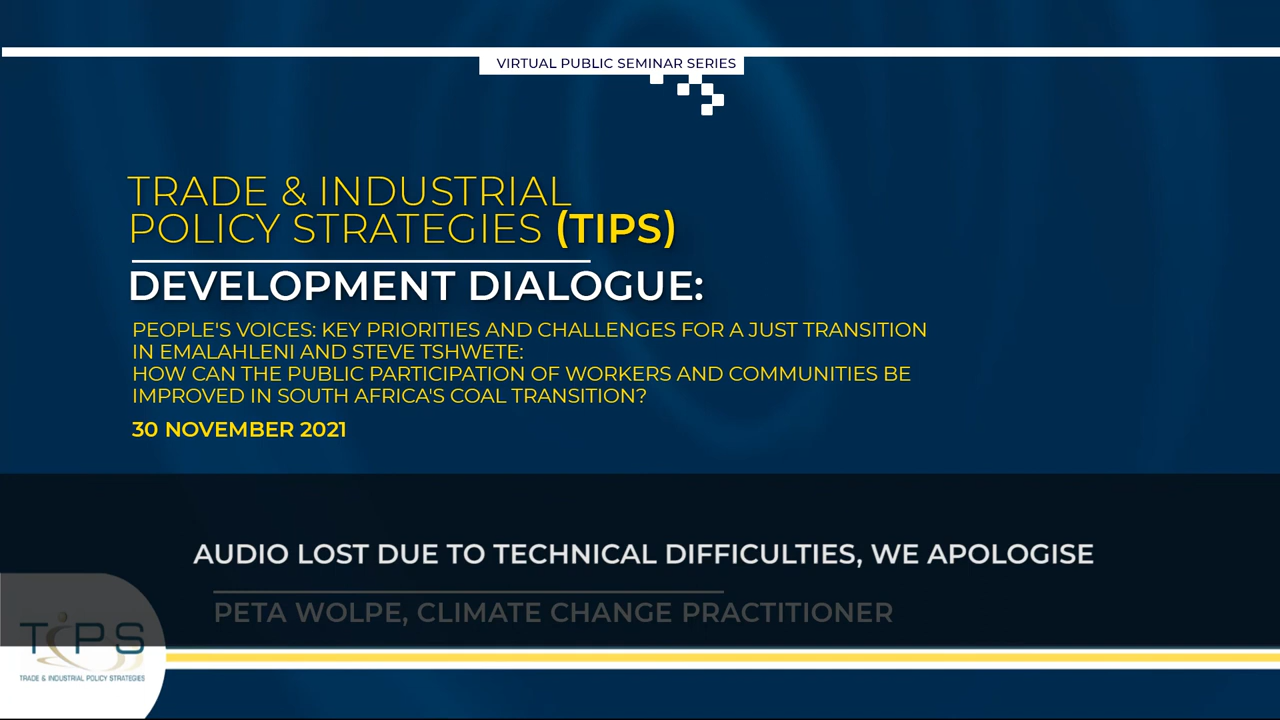 VIRTUAL PUBLIC SEMINAR SERIES
TRADE & INDUSTRIAL
POLICY STRATEGIES (TIPS)
DEVELOPMENT DIALOGUE:
PEOPLE'S VOICES: KEY PRIORITIES AND CHALLENGES FOR A JUST TRANSITION
IN EMALAHLENI AND STEVE TSHWETE:
HOW CAN THE PUBLIC PARTICIPATION OF WORKERS AND COMMUNITIES BE
IMPROVED IN SOUTH AFRICA'S COAL TRANSITION?
30 NOVEMBER 2021
AUDIO LOST DUE TO TECHNICAL DIFFICULTIES, WE APOLOGISE
PETA WOLPE, CLIMATE CHANGE PRACTITIONER
TiPS
TRADE & INDUSTRIAL POLICY STRATEGIES